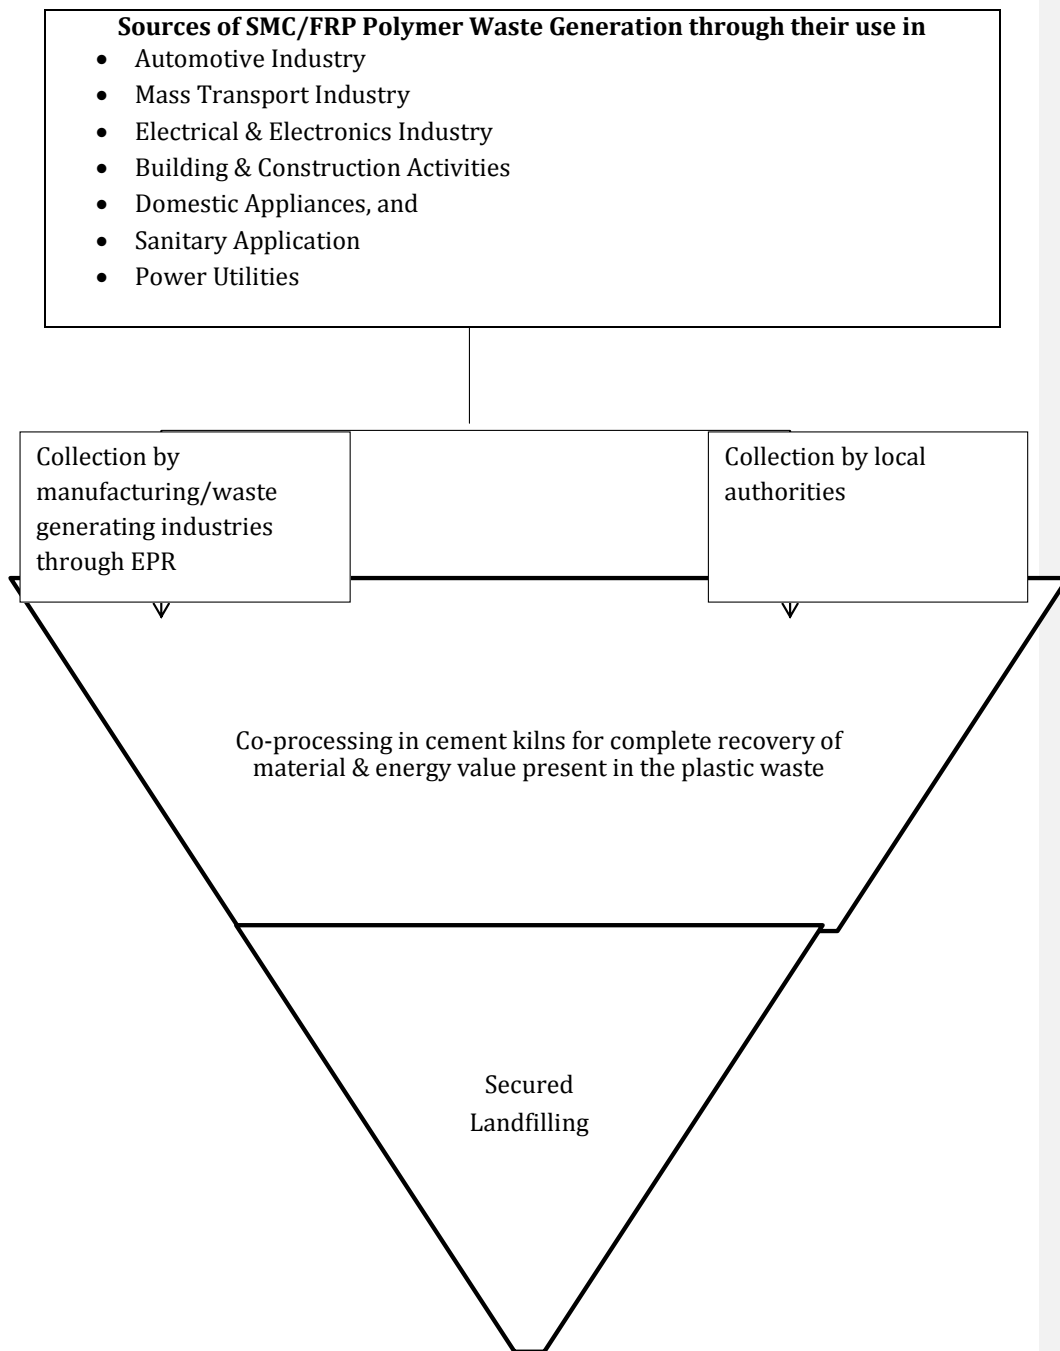 Sources of SMC/FRP Polymer Waste Generation through their use in
• Automotive Industry
• Mass Transport Industry
• Electrical & Electronics Industry
• Building & Construction Activities
• Domestic Appliances, and
• Sanitary Application
• Power Utilities
Collection by
manufacturing/waste
generating industries
through EPR
Collection by local
authorities
Co-processing in cement kilns for complete recovery of
material & energy value present in the plastic waste
Secured
Landfilling